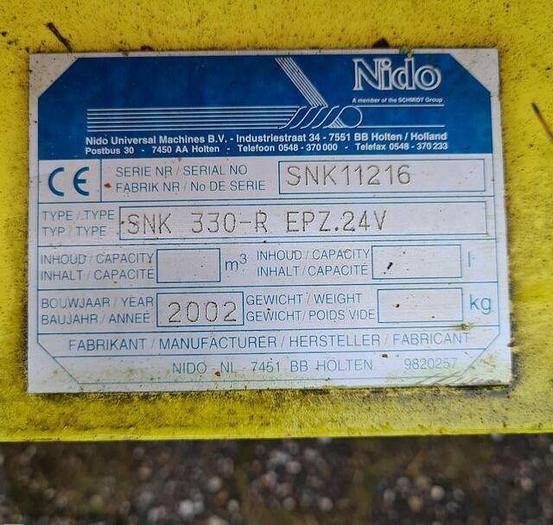 Nido
A member of the SCHMIDT Group
Nido Universal Machines B.V. - Industriestraat 34 - 7551 BB Holten / Holland
Postbus 30 - 7450 AA Holten - Telefoon 0548 - 370000 - Telefax 0548 - 370233
CE
SERIE NR / SERIAL NO
FABRIK NR / No DE SERIE
SNK11216
TYPE / TYPE
TYP / TYPE
SNK 330-R EPZ.24V
INHOUD / CAPACITY
INHALT / CAPACITÉ
m³
INHOUD / CAPACITY
INHALT / CAPACITÉ
l
BOUWJAAR / YEAR
BAUJAHR / ANNEÉ
2002
GEWICHT / WEIGHT
GEWICHT / POIDS VIDE
kg
FABRIKANT / MANUFACTURER / HERSTELLER / FABRICANT
NIDO NL 7451 BB HOLTEN 9820257